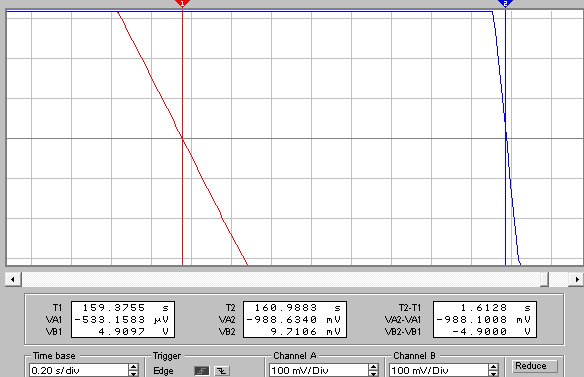 1 2
T1 159.3755 s T2 160.9883 s T2-T1 1.6128 s
VA1 -533.1583 µV VA2 -988.6340 mV VA2-VA1 -988.1008 mV
VB1 4.9097 V VB2 9.7106 mV VB2-VB1 -4.9000 V
Time base Trigger Channel A Channel B Reduce
0.20 s/div Edge 100 mV/Div 100 mV/Div